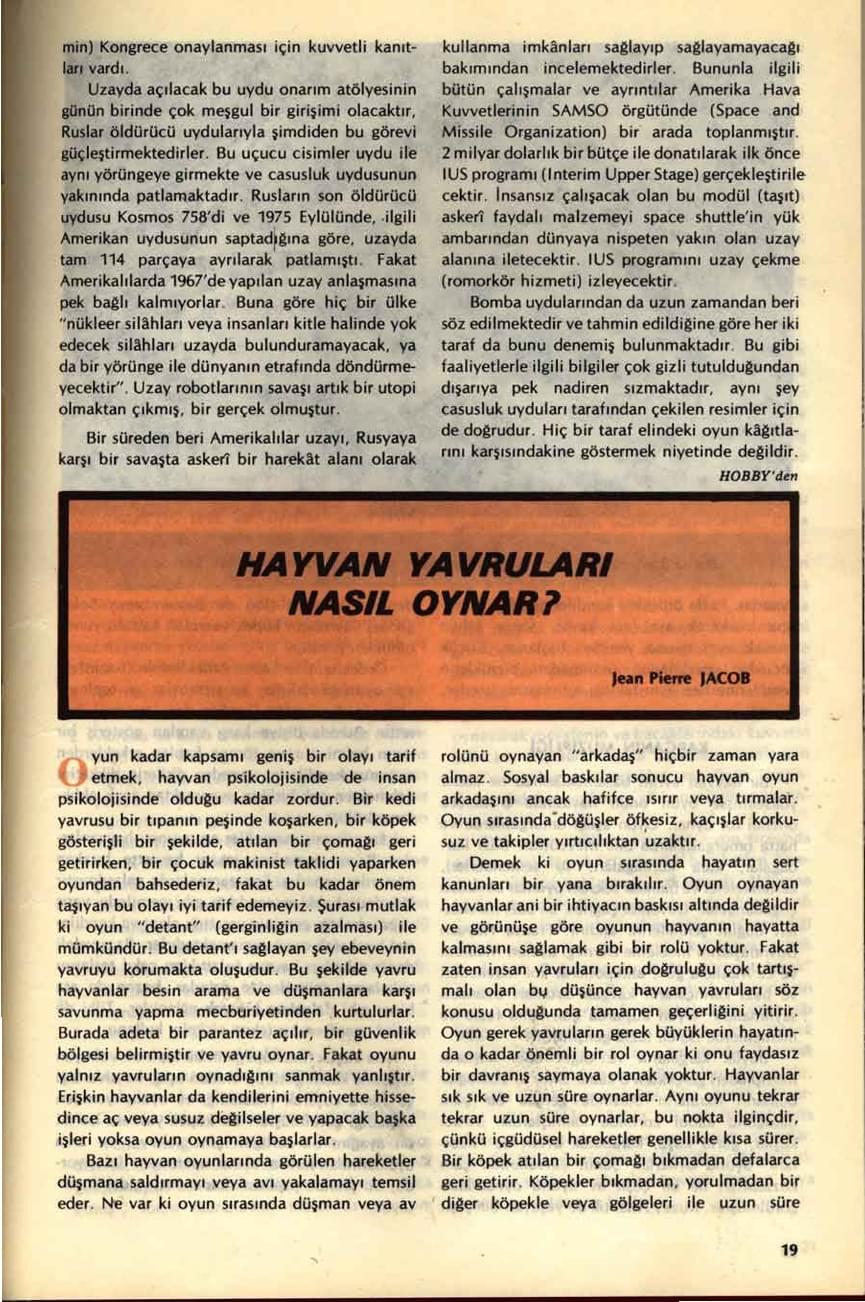 min) Kongrece onaylanması için kuvvetli kanıt-
ları vardı.
Uzayda açılacak bu uydu onarım atölyesinin
günün birinde çok meşgul bir girişimi olacaktır,
Ruslar öldürücü uydularıyla şimdiden bu görevi
güçleştirmektedirler. Bu uçucu cisimler uydu ile
aynı yörüngeye girmekte ve casusluk uydusunun
yakınında patlamaktadır. Rusların son öldürücü
uydusu Kosmos 758'di ve 1975 Eylülünde, ilgili
Amerikan uydusunun saptadığına göre, uzayda
tam 114 parçaya ayrılarak patlamıştı. Fakat
Amerikalılarda 1967'de yapılan uzay anlaşmasına
pek bağlı kalmıyorlar. Buna göre hiç bir ülke
"nükleer silâhları veya insanları kitle halinde yok
edecek silâhları uzayda bulunduramayacak, ya
da bir yörünge ile dünyanın etrafında döndürme-
yecektir". Uzay robotlarının savaşı artık bir utopi
olmaktan çıkmış, bir gerçek olmuştur.
Bir süreden beri Amerikalılar uzayı, Rusyaya
karşı bir savaşta askerî bir harekât alanı olarak
kullanma imkânları sağlayıp sağlayamayacağı
bakımından incelemektedirler. Bununla ilgili
bütün çalışmalar ve ayrıntılar Amerika Hava
Kuvvetlerinin SAMSO örgütünde (Space and
Missile Organization) bir arada toplanmıştır.
2 milyar dolarlık bir bütçe ile donatılarak ilk önce
IUS programı (Interim Upper Stage) gerçekleştirile
cektir. İnsansız çalışacak olan bu modül (taşıt)
askerî faydalı malzemeyi space shuttle'in yük
ambarından dünyaya nispeten yakın olan uzay
alanına iletecektir. IUS programını uzay çekme
(romorkör hizmeti) izleyecektir.
Bomba uydularından da uzun zamandan beri
söz edilmektedir ve tahmin edildiğine göre her iki
taraf da bunu denemiş bulunmaktadır. Bu gibi
faaliyetlerle ilgili bilgiler çok gizli tutulduğundan
dışarıya pek nadiren sızmaktadır, aynı şey
casusluk uyduları tarafından çekilen resimler için
de doğrudur. Hiç bir taraf elindeki oyun kâğıtla-
rını karşısındakine göstermek niyetinde değildir.
HOBBY'den
HAYVAN YAVRULARI
NASIL OYNAR?
Jean Pierre JACOB
Oyun kadar kapsamı geniş bir olayı tarif
etmek, hayvan psikolojisinde de insan
psikolojisinde olduğu kadar zordur. Bir kedi
yavrusu bir tıpanın peşinde koşarken, bir köpek
gösterişli bir şekilde, atılan bir çomağı geri
getirirken, bir çocuk makinist taklidi yaparken
oyundan bahsederiz, fakat bu kadar önem
taşıyan bu olayı iyi tarif edemeyiz. Şurası mutlak
ki oyun "detant" (gerginliğin azalması) ile
mümkündür. Bu detant'ı sağlayan şey ebeveynin
yavruyu korumakta oluşudur. Bu şekilde yavru
hayvanlar besin arama ve düşmanlara karşı
savunma yapma mecburiyetinden kurtulurlar.
Burada adeta bir parantez açılır, bir güvenlik
bölgesi belirmiştir ve yavru oynar. Fakat oyunu
yalnız yavruların oynadığını sanmak yanlıştır.
Erişkin hayvanlar da kendilerini emniyette hisse-
dince aç veya susuz değilseler ve yapacak başka
işleri yoksa oyun oynamaya başlarlar.
Bazı hayvan oyunlarında görülen hareketler
düşmana saldırmayı veya avı yakalamayı temsil
eder. Ne var ki oyun sırasında düşman veya av
rolünü oynayan "arkadaş" hiçbir zaman yara
almaz. Sosyal baskılar sonucu hayvan oyun
arkadaşını ancak hafifce ısırır veya tırmalar.
Oyun sırasında döğüşler öfkesiz, kaçışlar korku-
suz ve takipler yırtıcılıktan uzaktır.
Demek ki oyun sırasında hayatın sert
kanunları bir yana bırakılır. Oyun oynayan
hayvanlar ani bir ihtiyacın baskısı altında değildir
ve görünüşe göre oyunun hayvanın hayatta
kalmasını sağlamak gibi bir rolü yoktur. Fakat
zaten insan yavruları için doğruluğu çok tartış-
malı olan bu düşünce hayvan yavruları söz
konusu olduğunda tamamen geçerliğini yitirir.
Oyun gerek yavruların gerek büyüklerin hayatın-
da o kadar önemli bir rol oynar ki onu faydasız
bir davranış saymaya olanak yoktur. Hayvanlar
sık sık ve uzun süre oynarlar. Aynı oyunu tekrar
tekrar uzun süre oynarlar, bu nokta ilginçdir,
çünkü içgüdüsel hareketler genellikle kısa sürer.
Bir köpek atılan bir çomağı bıkmadan defalarca
geri getirir. Köpekler bıkmadan, yorulmadan bir
diğer köpekle veya gölgeleri ile uzun süre
19